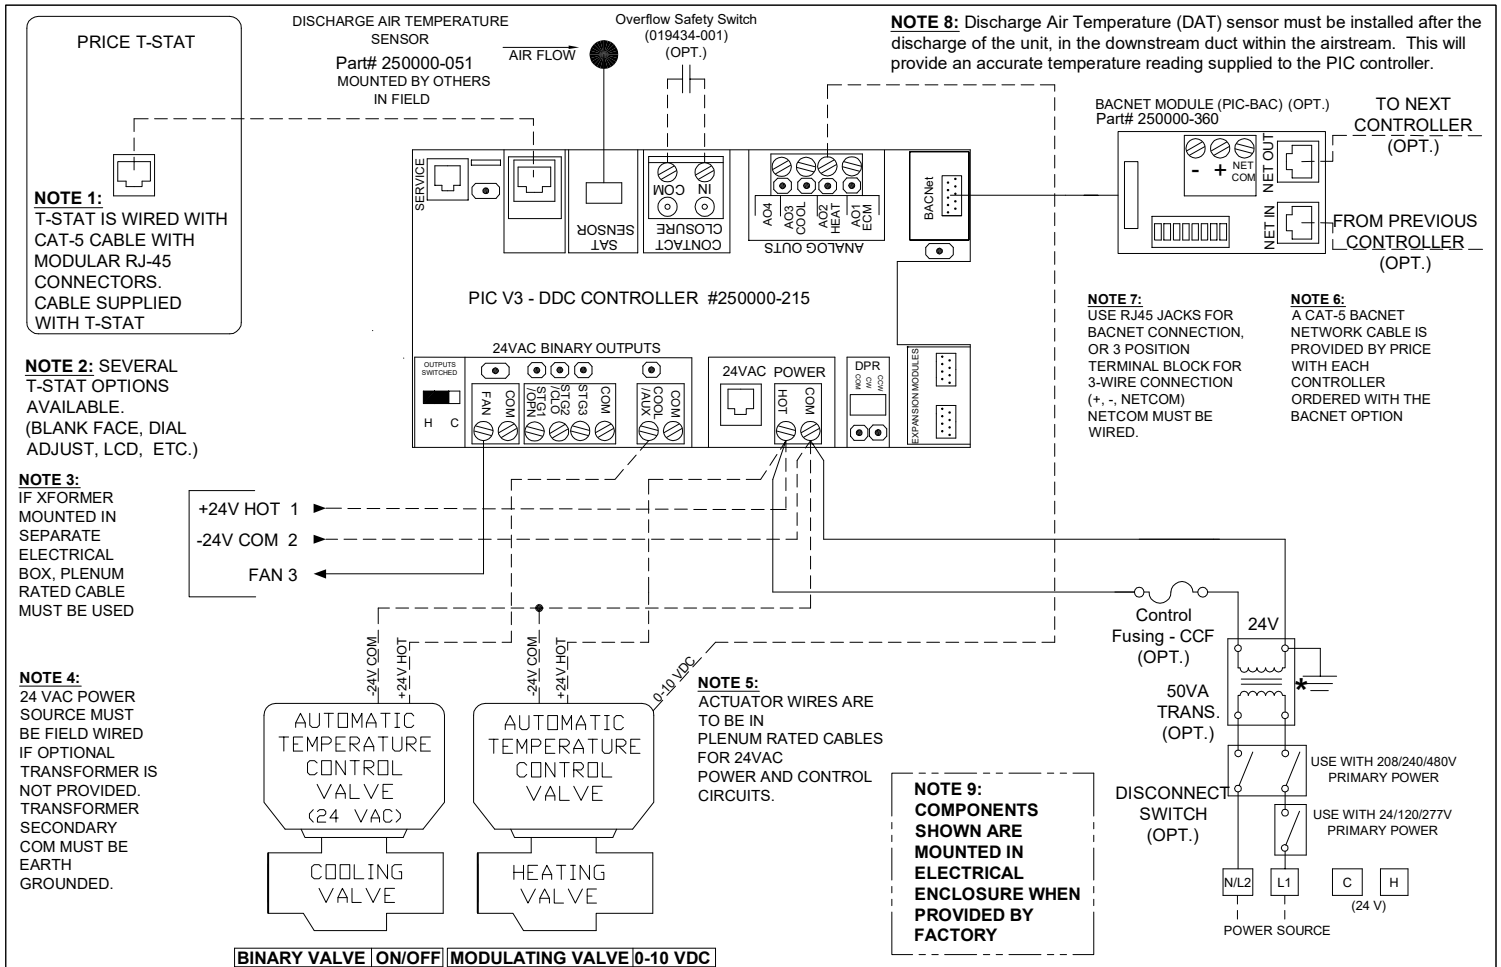 PRICE T-STAT
NOTE 1:
T-STAT IS WIRED WITH
CAT-5 CABLE WITH
MODULAR RJ-45
CONNECTORS.
CABLE SUPPLIED
WITH T-STAT
DISCHARGE AIR TEMPERATURE
SENSOR
Part# 250000-051
MOUNTED BY OTHERS
IN FIELD
AIR FLOW
Overflow Safety Switch
(019434-001)
(OPT.)
NOTE 8: Discharge Air Temperature (DAT) sensor must be installed after the
discharge of the unit, in the downstream duct within the airstream. This will
provide an accurate temperature reading supplied to the PIC controller.
BACNET MODULE (PIC-BAC) (OPT.)
Part# 250000-360
- + NET
COM
NET OUT
NET IN
TO NEXT
CONTROLLER
(OPT.)
FROM PREVIOUS
CONTROLLER
(OPT.)
SERVICE
SAT
SENSOR
COM
IN
CONTACT
CLOSURE
AO4
AO3
COOL
AO2
HEAT
AO1
ECM
ANALOG OUTS
BACNet
PIC V3 - DDC CONTROLLER #250000-215
24VAC BINARY OUTPUTS
OUTPUTS
SWITCHED
H C
FAN
COM
STG1
/OPN
STG2
/CLO
STG3
COM
COOL
/AUX
COM
24VAC POWER
HOT
COM
DPR
COM
CW
CCW
EXPANSION MODULES
NOTE 7:
USE RJ45 JACKS FOR
BACNET CONNECTION,
OR 3 POSITION
TERMINAL BLOCK FOR
3-WIRE CONNECTION
(+, -, NETCOM)
NETCOM MUST BE
WIRED.
NOTE 6:
A CAT-5 BACNET
NETWORK CABLE IS
PROVIDED BY PRICE
WITH EACH
CONTROLLER
ORDERED WITH THE
BACNET OPTION
NOTE 2: SEVERAL
T-STAT OPTIONS
AVAILABLE.
(BLANK FACE, DIAL
ADJUST, LCD, ETC.)
NOTE 3:
IF XFORMER
MOUNTED IN
SEPARATE
ELECTRICAL
BOX, PLENUM
RATED CABLE
MUST BE USED
+24V HOT 1
-24V COM 2
FAN 3
NOTE 4:
24 VAC POWER
SOURCE MUST
BE FIELD WIRED
IF OPTIONAL
TRANSFORMER IS
NOT PROVIDED.
TRANSFORMER
SECONDARY
COM MUST BE
EARTH
GROUNDED.
-24V COM
+24V HOT
-24V COM
+24V HOT
0-10 VDC
AUTOMATIC
TEMPERATURE
CONTROL
VALVE
(24 VAC)
COOLING
VALVE
AUTOMATIC
TEMPERATURE
CONTROL
VALVE
HEATING
VALVE
NOTE 5:
ACTUATOR WIRES ARE
TO BE IN
PLENUM RATED CABLES
FOR 24VAC
POWER AND CONTROL
CIRCUITS.
NOTE 9:
COMPONENTS
SHOWN ARE
MOUNTED IN
ELECTRICAL
ENCLOSURE WHEN
PROVIDED BY
FACTORY
Control
Fusing - CCF
(OPT.)
24V
50VA
TRANS.
(OPT.)
*
DISCONNECT
SWITCH
(OPT.)
USE WITH 208/240/480V
PRIMARY POWER
USE WITH 24/120/277V
PRIMARY POWER
N/L2 L1 C H
(24 V)
POWER SOURCE
BINARY VALVE ON/OFF MODULATING VALVE 0-10 VDC